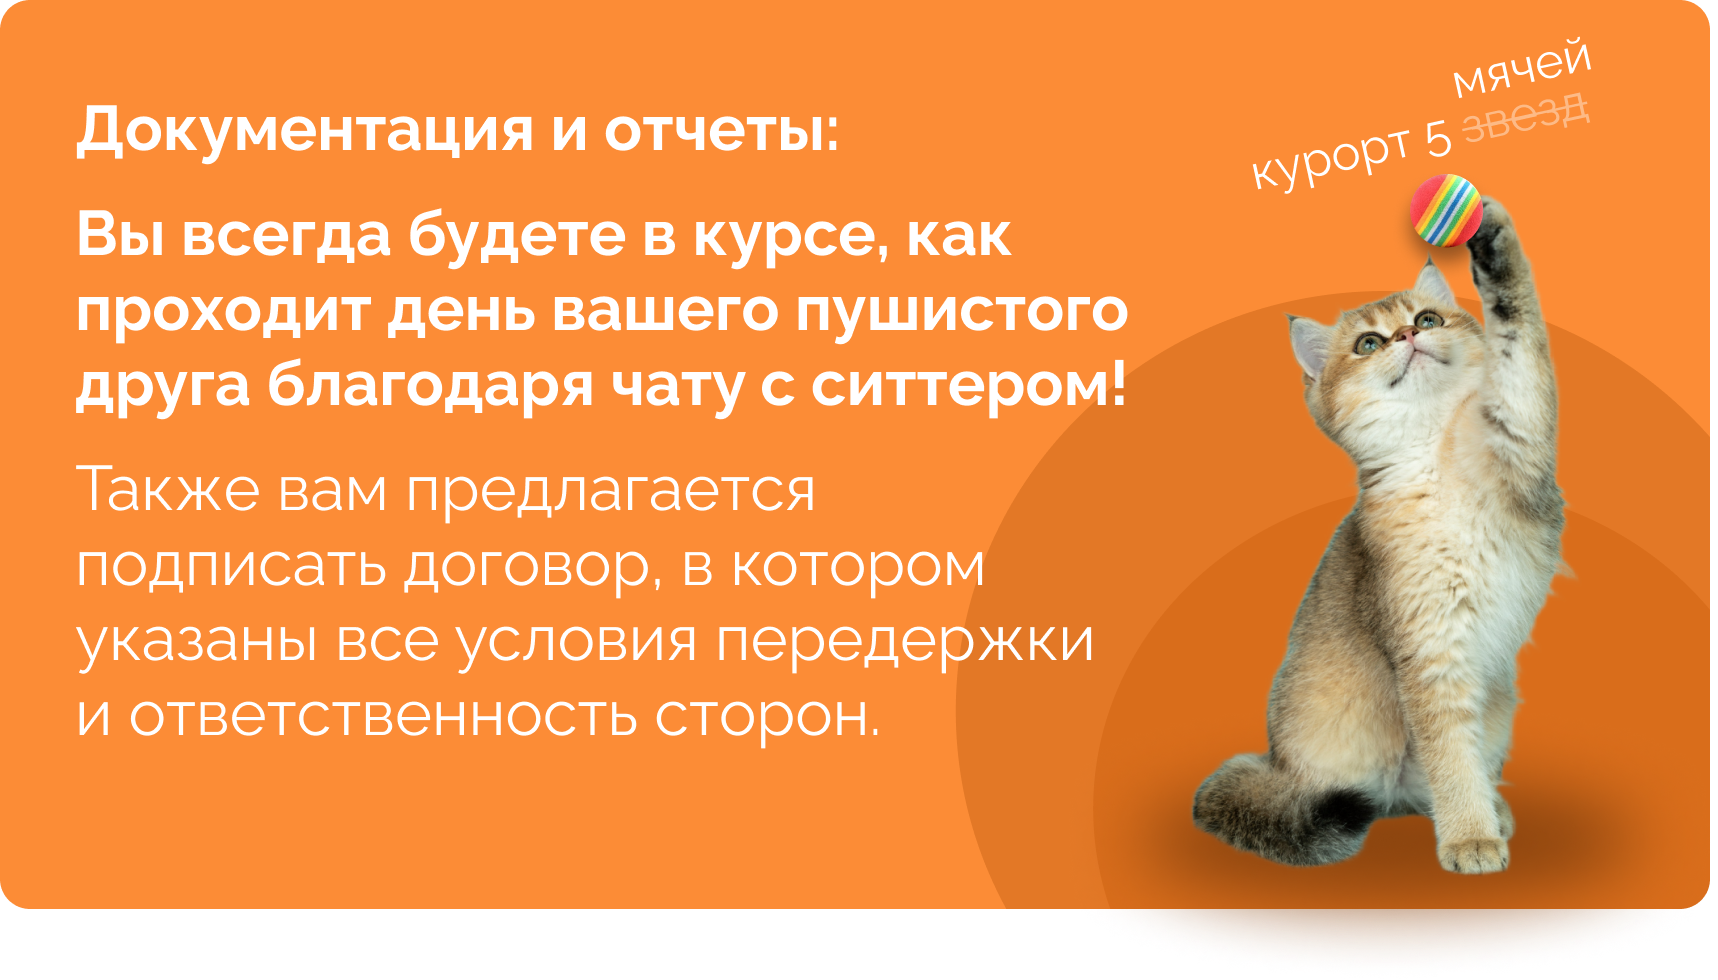 мячей
курорт 5 звезд
Документация и отчеты:
Вы всегда будете в курсе, как
проходит день вашего пушистого
друга благодаря чату с ситтером!
Также вам предлагается
подписать договор, в котором
указаны все условия передержки
и ответственность сторон.